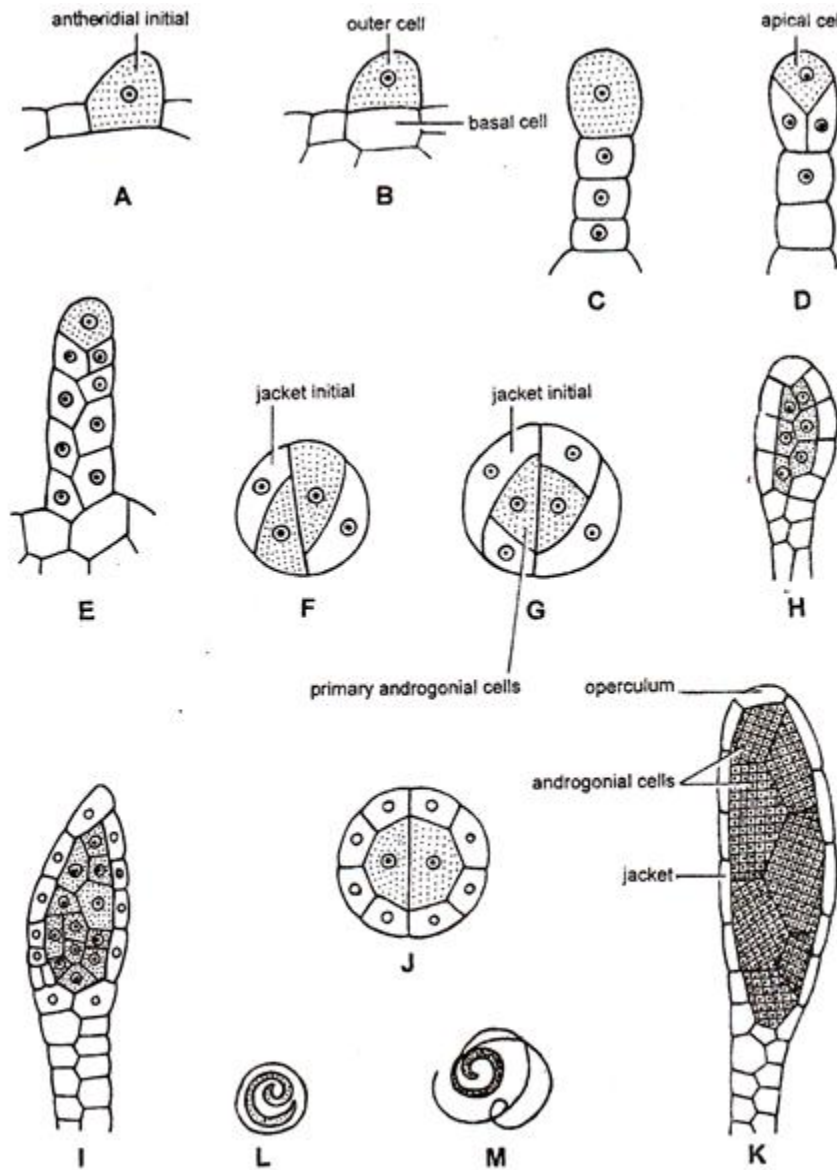 antheridial initial
outer cell
apical cel
basal cell
A
B
C
D
jacket initial
jacket initial
E
F
G
H
primary androgonial cells
operculum
androgonial cells
jacket
J
I
L
M
K